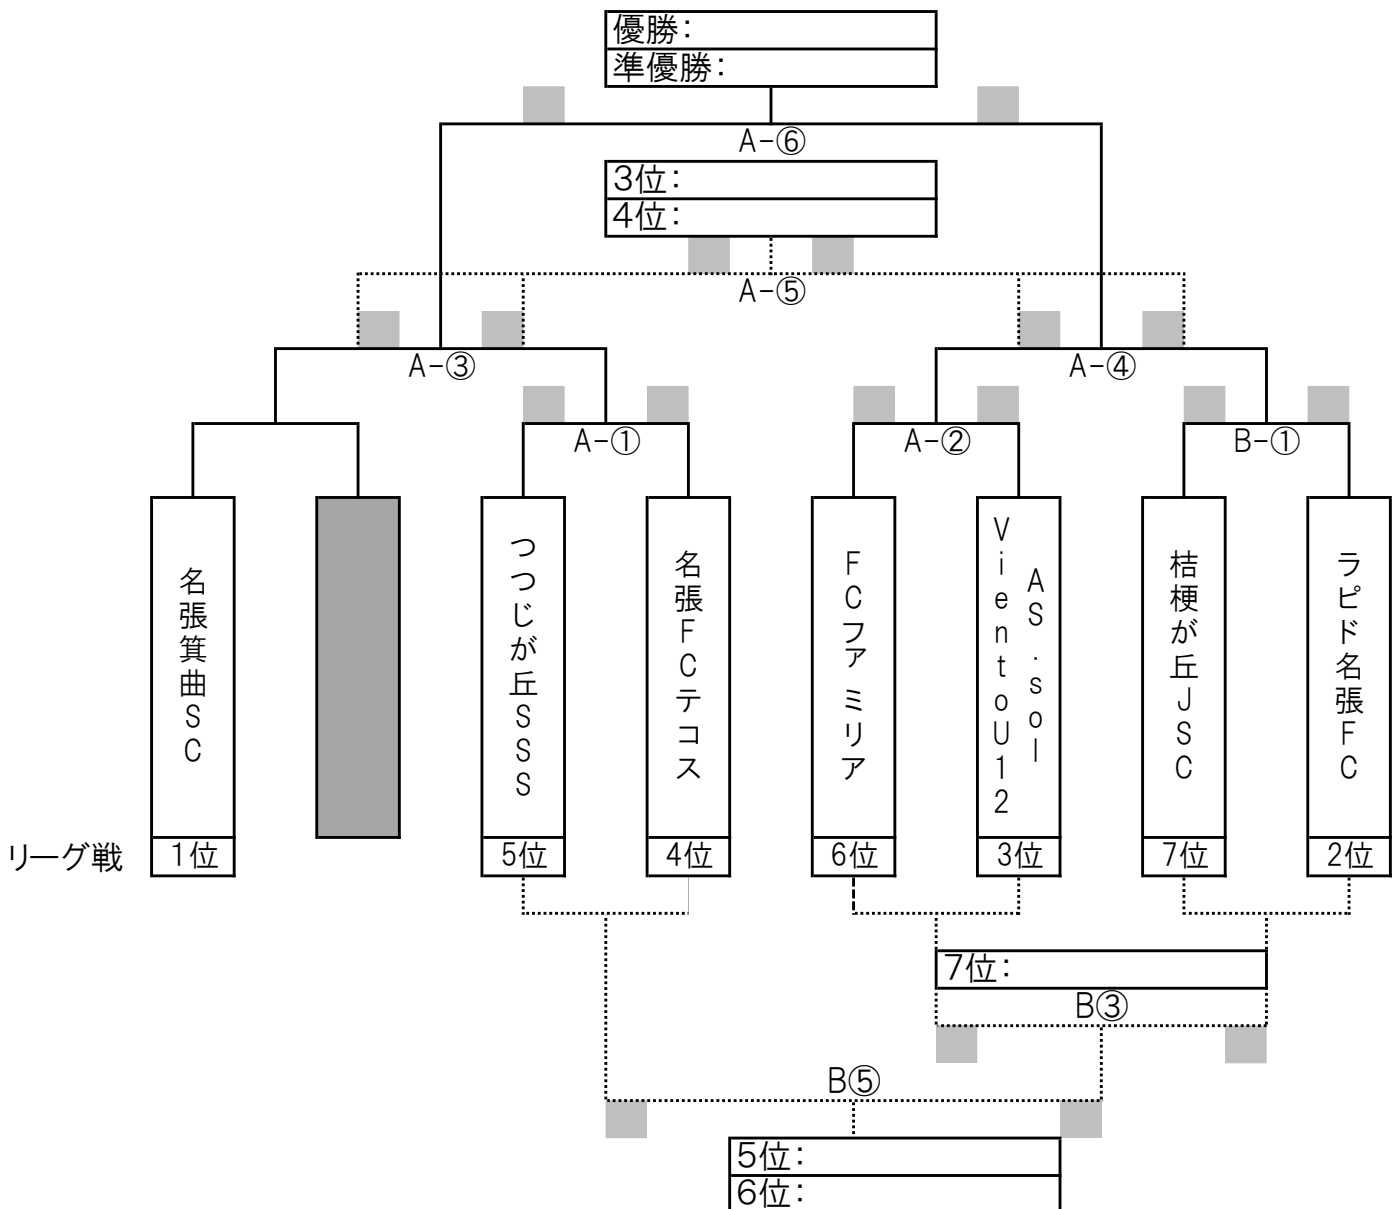 優勝：
準優勝：
A-⑥
3位：
4位：
A-⑤
A-③
A-④
A-①
A-②
B-①
名張箕曲SC
つつじが丘SSS
名張FCテコス
FCファミリア
AS.sol
VientoU12
桔梗が丘JSC
ラピド名張FC
リーグ戦
1位
5位
4位
6位
3位
7位
2位
7位：
B③
B⑤
5位：
6位：